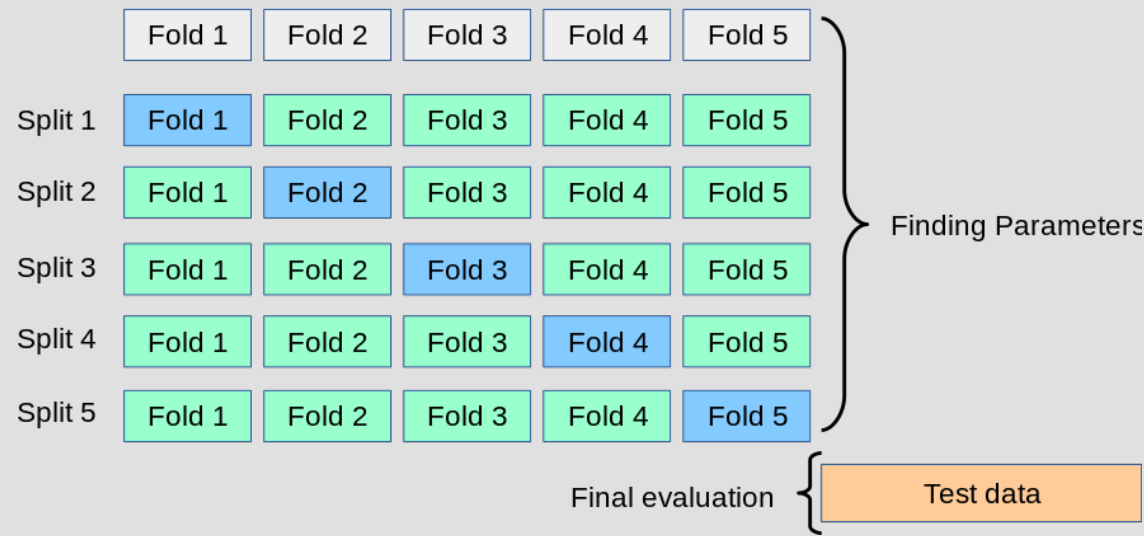 Fold 1 Fold 2 Fold 3 Fold 4 Fold 5
Split 1 Fold 1 Fold 2 Fold 3 Fold 4 Fold 5
Split 2 Fold 1 Fold 2 Fold 3 Fold 4 Fold 5
Finding Parameters
Split 3 Fold 1 Fold 2 Fold 3 Fold 4 Fold 5
Split 4 Fold 1 Fold 2 Fold 3 Fold 4 Fold 5
Split 5 Fold 1 Fold 2 Fold 3 Fold 4 Fold 5
Final evaluation Test data